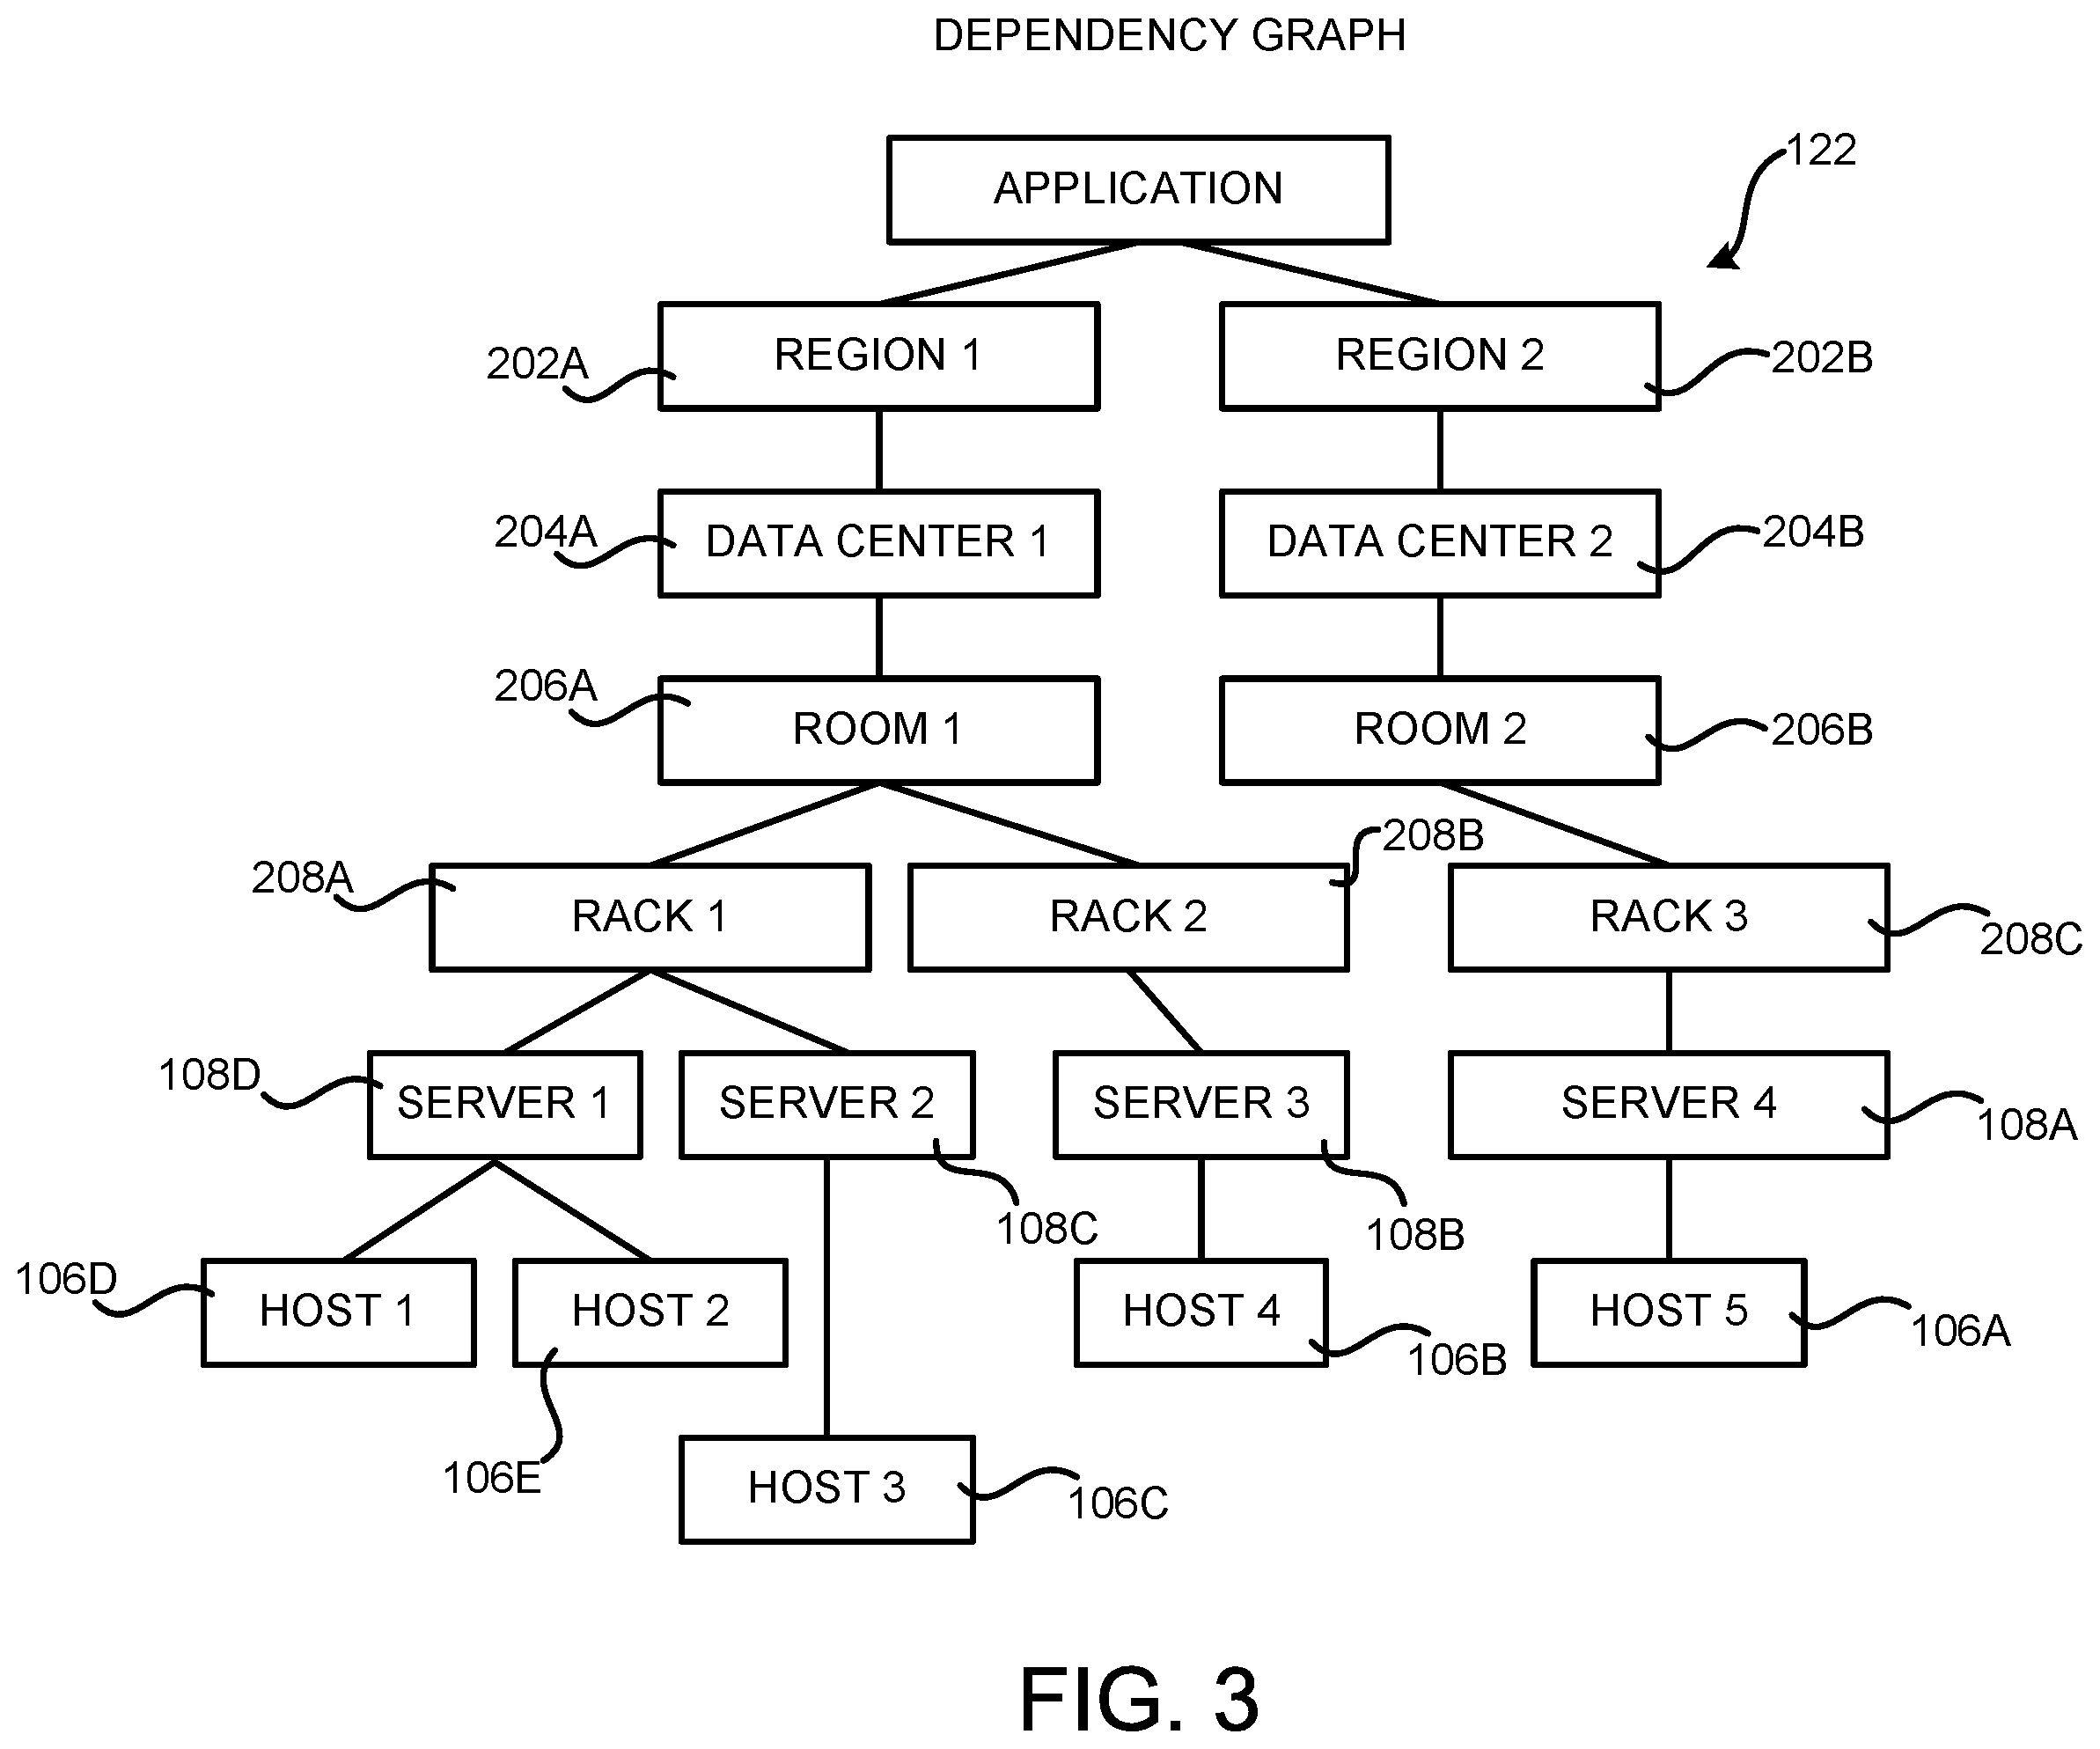 DEPENDENCY GRAPH
APPLICATION
122
REGION 1
REGION 2
202A
202B
DATA CENTER 1
DATA CENTER 2
204A
204B
206A
ROOM 1
ROOM 2
206B
208B
208A
RACK 1
RACK 2
RACK 3
208C
108D
SERVER 1
SERVER 2
SERVER 3
SERVER 4
108A
108C
108B
106D
HOST 1
HOST 2
HOST 4
HOST 5
106A
106B
106E
HOST 3
106C
FIG. 3